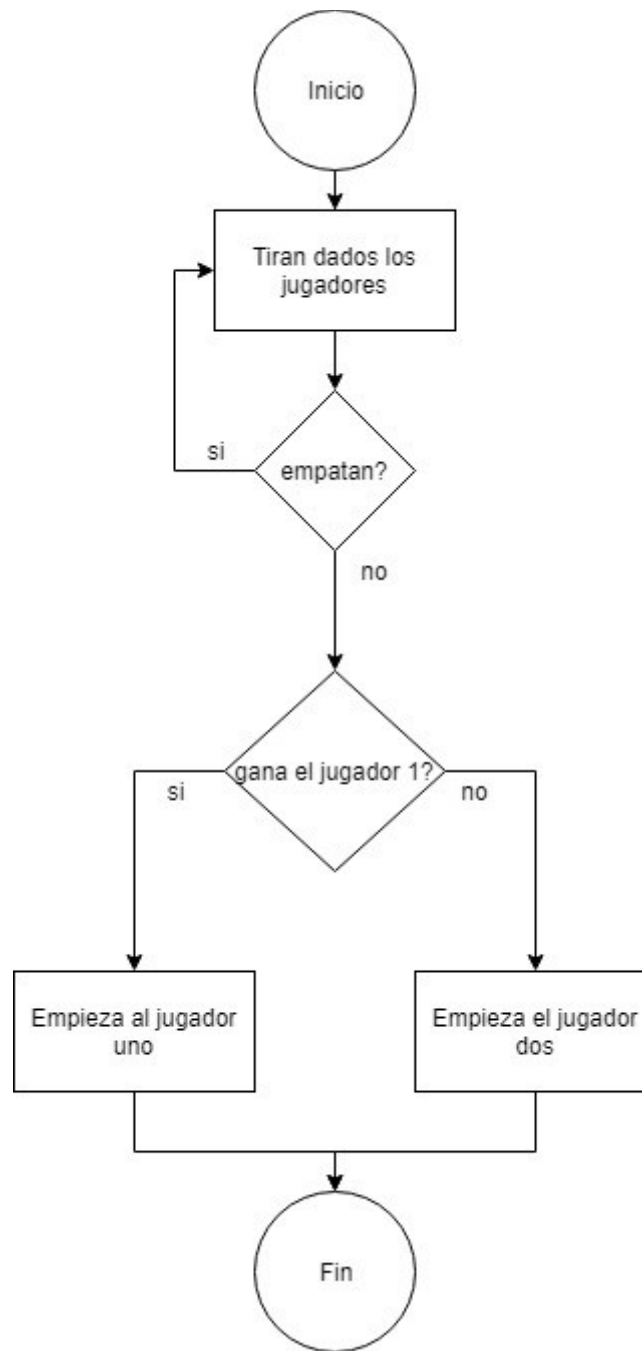 Inicio
Tiran dados los
jugadores
si
empatan?
no
gana el jugador 1?
si
no
Empieza al jugador
uno
Empieza el jugador
dos
Fin